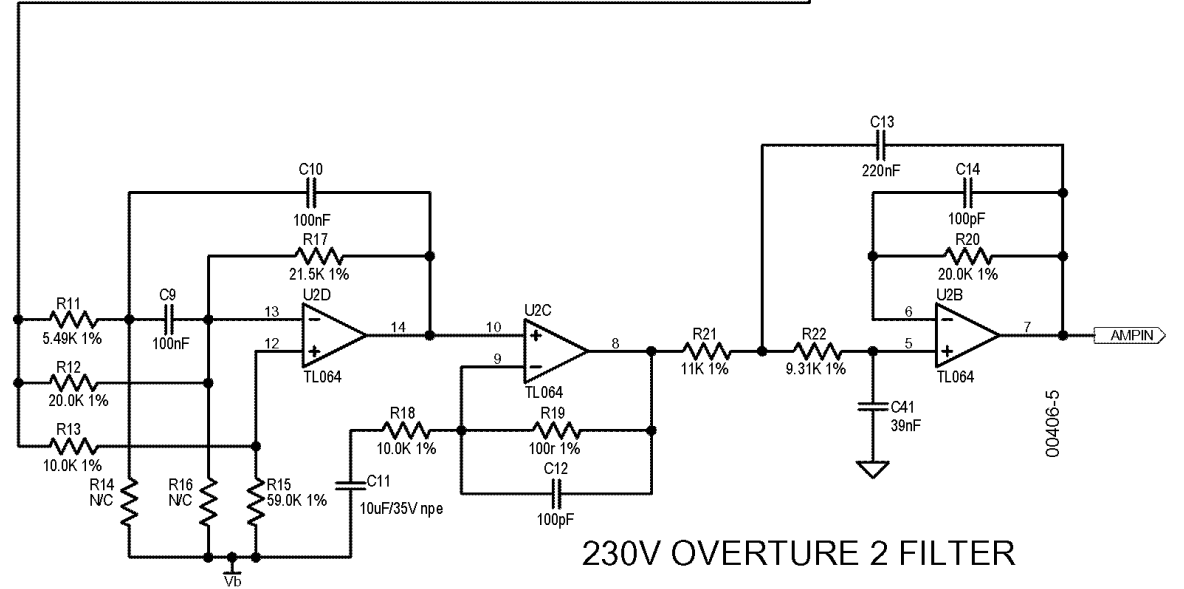 C13
220nF
C14
100pF
R20
20.0K 1%
U2B
6
5
7
TL064
AMPIN
C10
100nF
R17
21.5K 1%
U2D
13
12
14
TL064
R11
5.49K 1%
C9
100nF
R12
20.0K 1%
R13
10.0K 1%
U2C
10
9
8
TL064
R21
11K 1%
R22
9.31K 1%
C41
39nF
00406-5
R18
10.0K 1%
R19
100r 1%
C12
100pF
R14
N/C
R16
N/C
R15
59.0K 1%
C11
10uF/35V npe
Vb
230V OVERTURE 2 FILTER